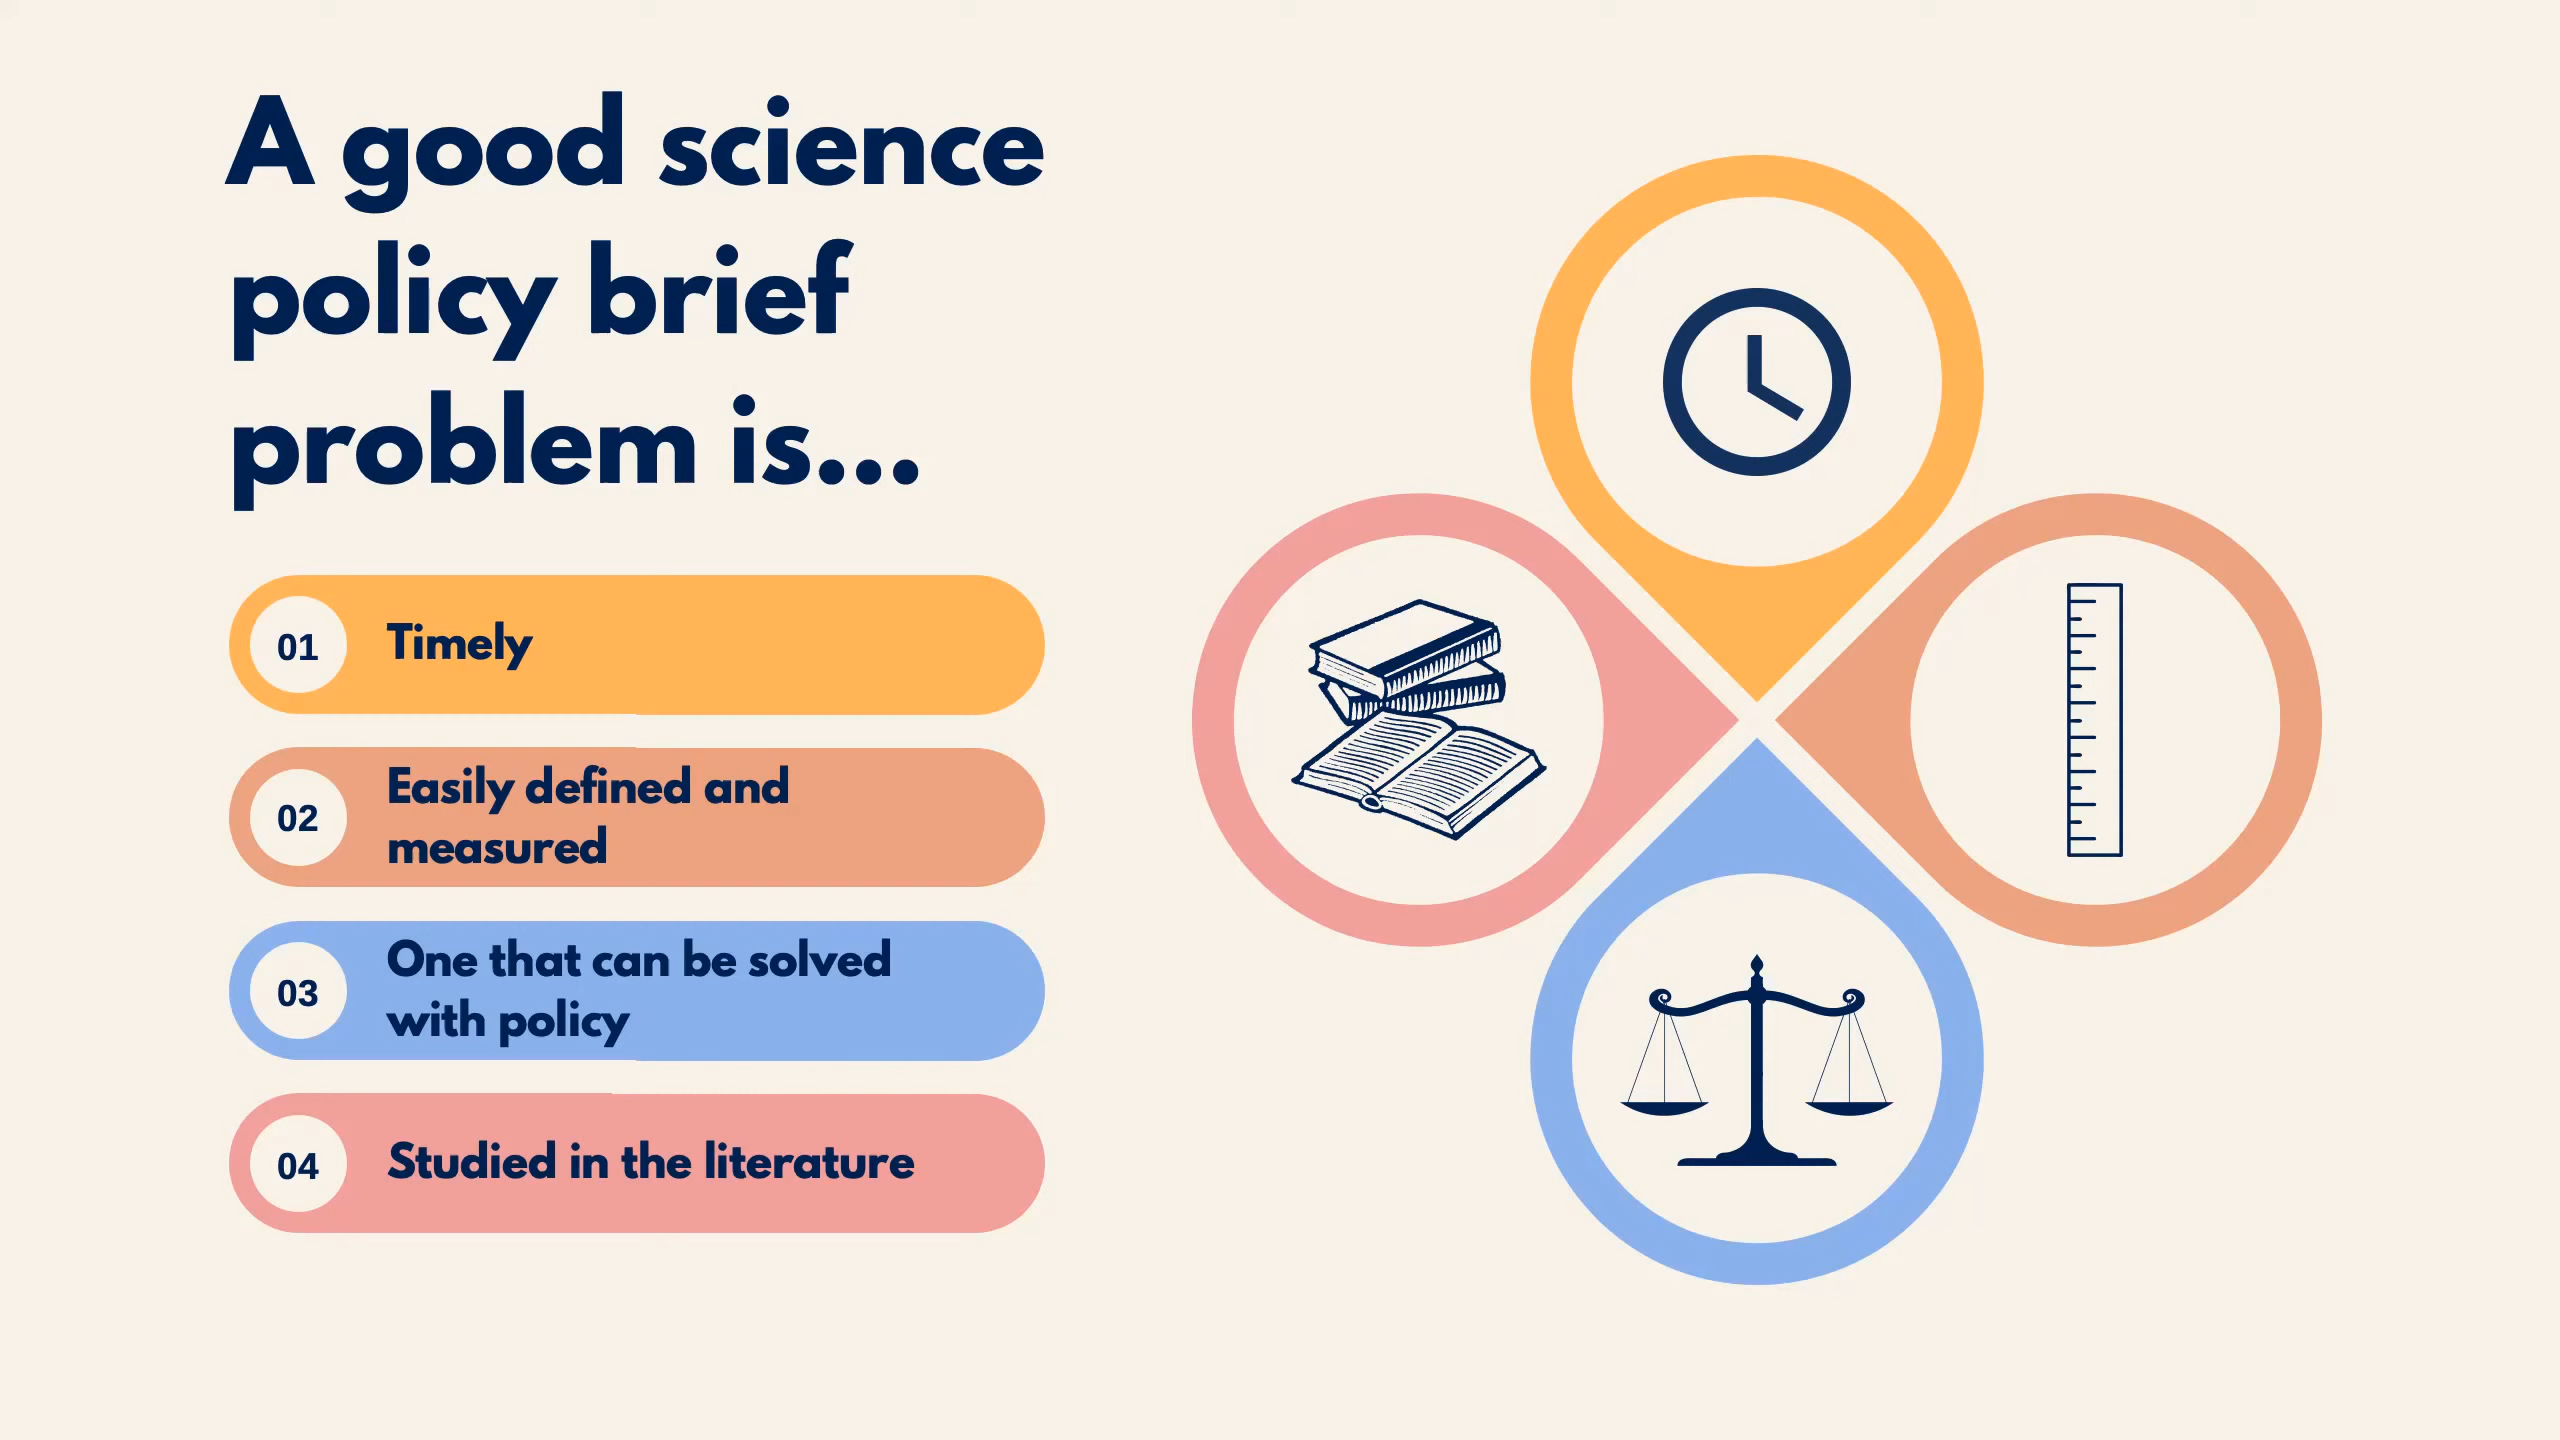 A good science
policy brief
problem is...
01 Timely
02 Easily defined and
measured
03 One that can be solved
with policy
04 Studied in the literature